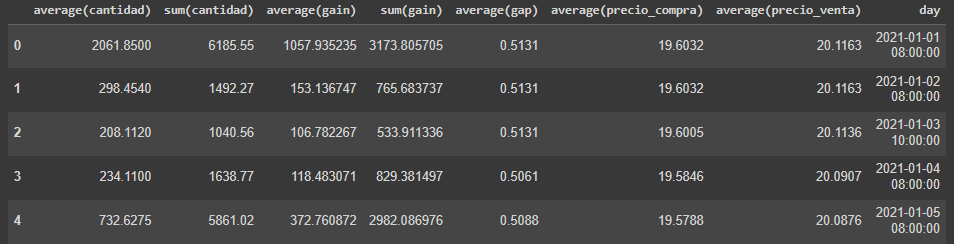 average(cantidad) sum(cantidad) average(gain) sum(gain) average(gap) average(precio_compra) average(precio_venta) day
0 2061.8500 6185.55 1057.935235 3173.805705 0.5131 19.6032 20.1163 2021-01-01 08:00:00
1 298.4540 1492.27 153.136747 765.683737 0.5131 19.6032 20.1163 2021-01-02 08:00:00
2 208.1120 1040.56 106.782267 533.911336 0.5131 19.6005 20.1136 2021-01-03 10:00:00
3 234.1100 1638.77 118.483071 829.381497 0.5061 19.5846 20.0907 2021-01-04 08:00:00
4 732.6275 5861.02 372.760872 2982.086976 0.5088 19.5788 20.0876 2021-01-05 08:00:00